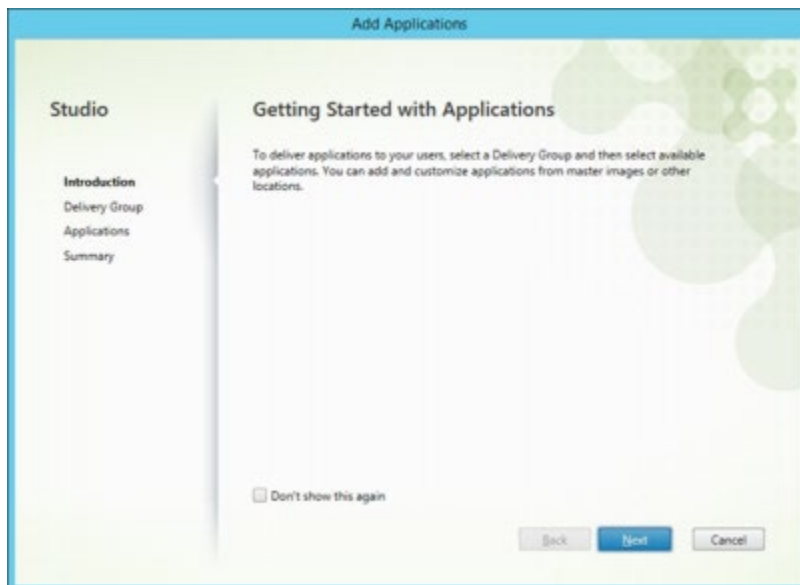 Add Applications
Studio
Introduction
Delivery Group
Applications
Summary
Getting Started with Applications
To deliver applications to your users, select a Delivery Group and then select available
applications. You can add and customize applications from master images or other
locations.
Don't show this again
Back
Next
Cancel